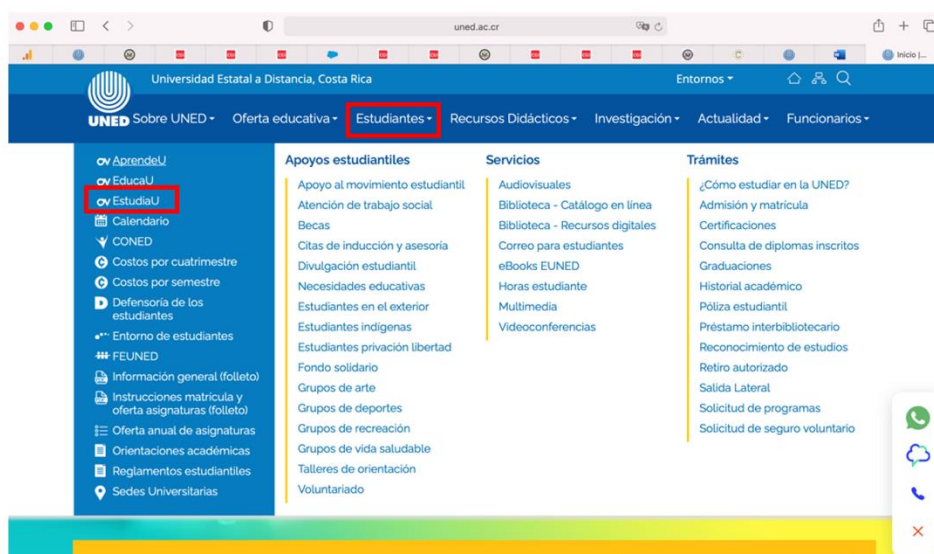 uned.ac.cr
Inicio |...
Universidad Estatal a Distancia, Costa Rica
Entornos
UNED
Sobre UNED
Oferta educativa
Estudiantes
Recursos Didácticos
Investigación
Actualidad
Funcionarios
AprendeU
EducaU
EstudiaU
Calendario
CONED
Costos por cuatrimestre
Costos por semestre
Defensoría de los
estudiantes
Entorno de estudiantes
FEUNED
Información general (folleto)
Instrucciones matrícula y
oferta asignaturas (folleto)
Oferta anual de asignaturas
Orientaciones académicas
Reglamentos estudiantiles
Sedes Universitarias
Apoyos estudiantiles
Apoyo al movimiento estudiantil
Atención de trabajo social
Becas
Citas de inducción y asesoría
Divulgación estudiantil
Necesidades educativas
Estudiantes en el exterior
Estudiantes indígenas
Estudiantes privación libertad
Fondo solidario
Grupos de arte
Grupos de deportes
Grupos de recreación
Grupos de vida saludable
Talleres de orientación
Voluntariado
Servicios
Audiovisuales
Biblioteca - Catálogo en línea
Biblioteca - Recursos digitales
Correo para estudiantes
eBooks EUNED
Horas estudiante
Multimedia
Videoconferencias
Trámites
¿Cómo estudiar en la UNED?
Admisión y matrícula
Certificaciones
Consulta de diplomas inscritos
Graduaciones
Historial académico
Póliza estudiantil
Préstamo interbibliotecario
Reconocimiento de estudios
Retiro autorizado
Salida Lateral
Solicitud de programas
Solicitud de seguro voluntario